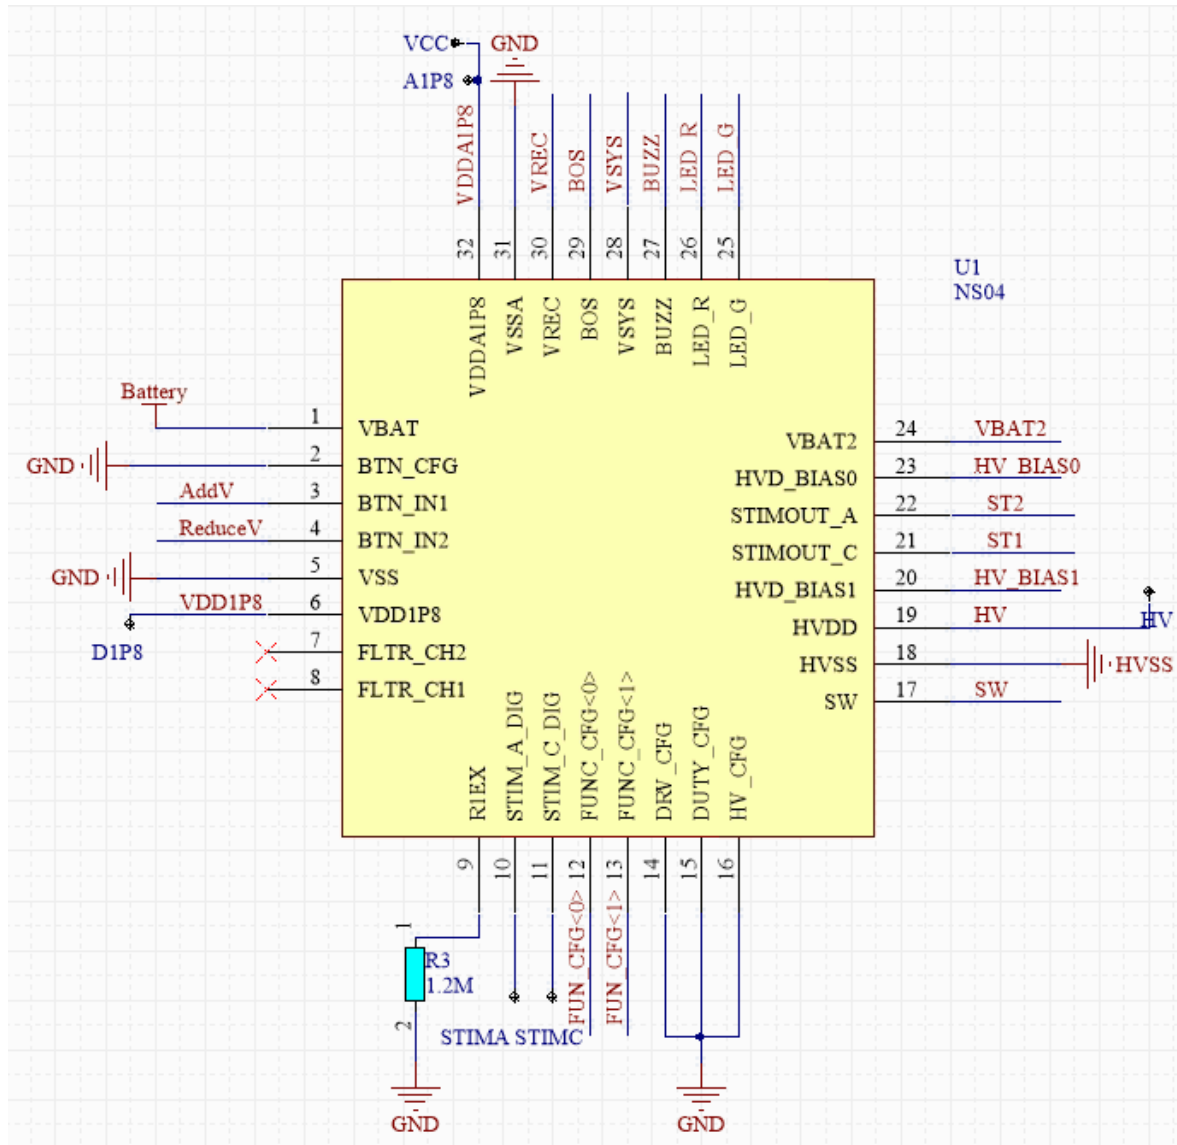 VCC
GND
A1P8
VDDA1P8
VREC
BOS
VSYS
BUZZ
LED_R
LED_G
32
31
30
29
28
27
26
25
U1
NS04
VDDA1P8
VSSA
VREC
BOS
VSYS
BUZZ
LED_R
LED_G
Battery
1
VBAT
GND
2
BTN_CFG
AddV
3
BTN_IN1
ReduceV
4
BTN_IN2
GND
5
VSS
VDD1P8
6
VDD1P8
D1P8
7
FLTR_CH2
8
FLTR_CH1
VBAT2
24
VBAT2
HVD_BIAS0
23
HV_BIAS0
STIMOUT_A
22
ST2
STIMOUT_C
21
ST1
HVD_BIAS1
20
HV_BIAS1
HVDD
19
HV
HV
HVSS
18
HVSS
SW
17
SW
RIEX
STIM_A_DIG
STIM_C_DIG
FUNC_CFG<0>
FUNC_CFG<1>
DRV_CFG
DUTY_CFG
HV_CFG
9
10
11
12
13
14
15
16
FUN_CFG<0>
FUN_CFG<1>
1
R3
1.2M
2
STIMA STIMC
GND
GND